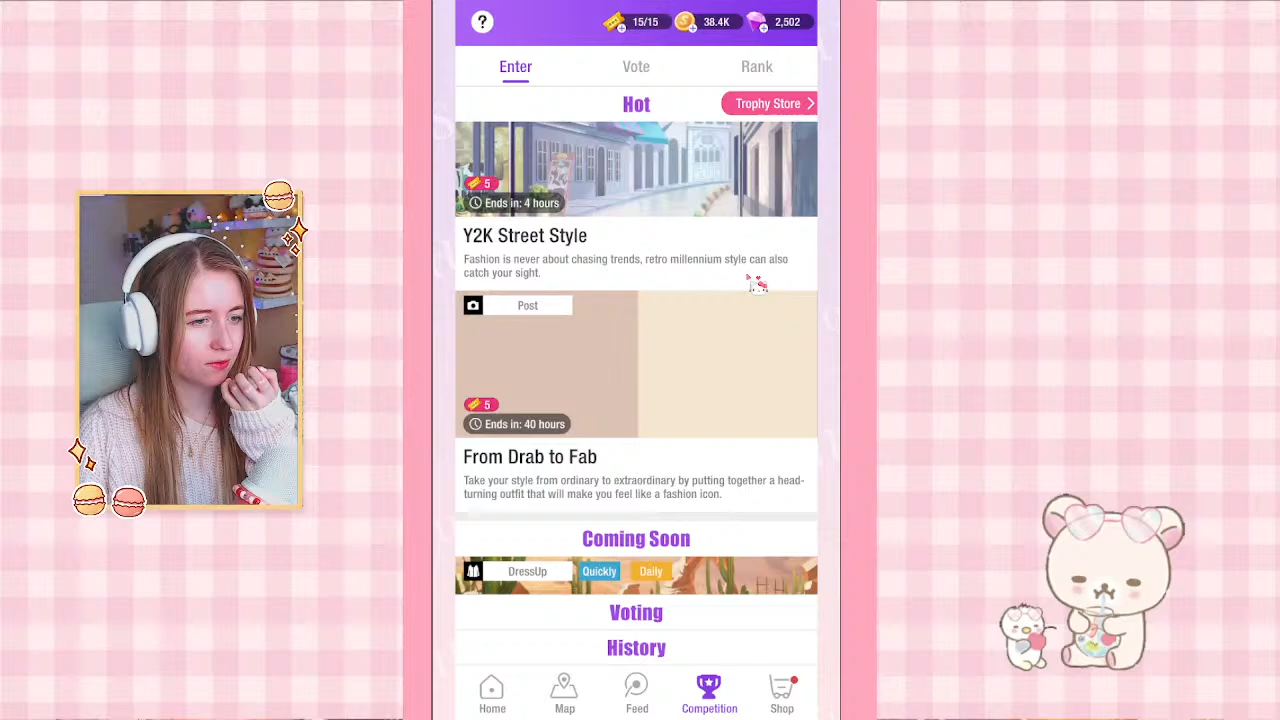 ?
15/15
38.4K
2,502
Enter
Vote
Rank
Hot
Trophy Store
5
Ends in: 4 hours
Y2K Street Style
Fashion is never about chasing trends, retro millennium style can also
catch your sight.
Post
5
Ends in: 40 hours
From Drab to Fab
Take your style from ordinary to extraordinary by putting together a head-
turning outfit that will make you feel like a fashion icon.
Coming Soon
DressUp
Quickly
Daily
Voting
History
Home
Map
Feed
Competition
Shop